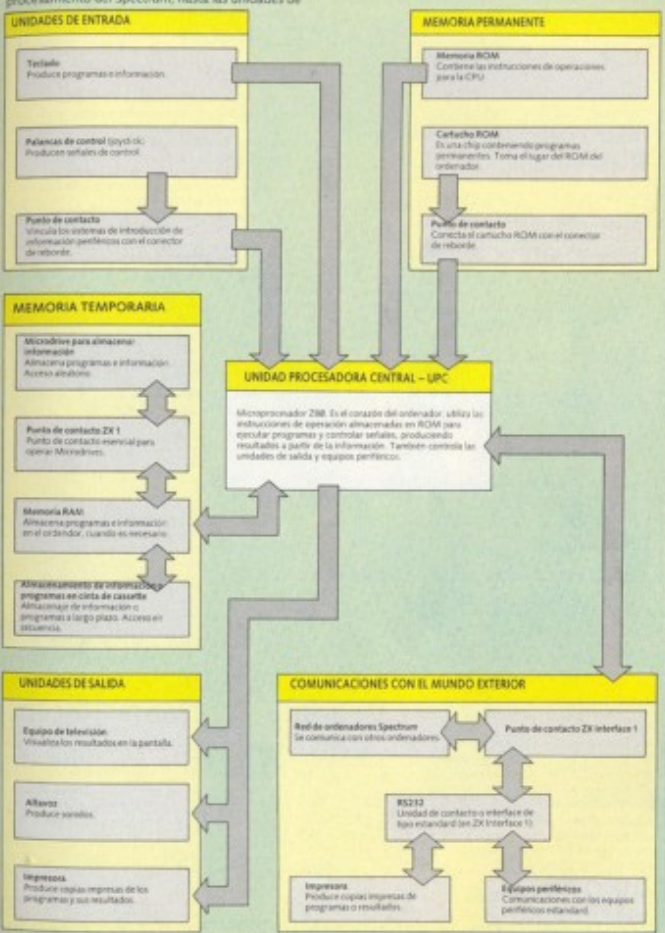 procesamiento del Spectrum, hasta las unidades de
UNIDADES DE ENTRADA
Teclado
Produce programas e información.
Palancas de control (joystick)
Producen señales de control.
Punto de contacto
Vincula los sistemas de introducción de
información periféricos con el conector
de reborde.
MEMORIA PERMANENTE
Memoria ROM
Contiene las instrucciones de operaciones
para la CPU
Cartucho ROM
Es una chip conteniendo programas
permanentes. Toma el lugar del ROM del
ordenador.
Punto de contacto
Conecta el cartucho ROM con el conector
de reborde.
MEMORIA TEMPORARIA
Microdrive para almacenar
información
Almacena programas e información.
Acceso aleatorio.
Punto de contacto ZX 1
Punto de contacto esencial para
operar Microdrives.
Memoria RAM
Almacena programas e información
en el ordendor, cuando es necesario.
Almacenamiento de información o
programas en cinta de cassette
Almacenaje de información o
programas a largo plazo. Acceso en
secuencia.
UNIDAD PROCESADORA CENTRAL – UPC
Microprocesador Z80. Es el corazón del ordenador: utiliza las
instrucciones de operación almacenadas en ROM para
ejecutar programas y controlar señales, produciendo
resultados a partir de la información. También controla las
unidades de salida y equipos periféricos.
UNIDADES DE SALIDA
Equipo de televisión
Visualiza los resultados en la pantalla.
Altavoz
Produce sonidos.
Impresora
Produce copias impresas de los
programas y sus resultados.
COMUNICACIONES CON EL MUNDO EXTERIOR
Red de ordenadores Spectrum
Se comunica con otros ordenadores.
Punto de contacto ZX Interface 1
RS232
Unidad de contacto o interface de
tipo estandard (en ZX Interface 1).
Impresora
Produce copias impresas de
programas o resultados.
Equipos periféricos
Comunicaciones con los equipos
periféricos estandard.